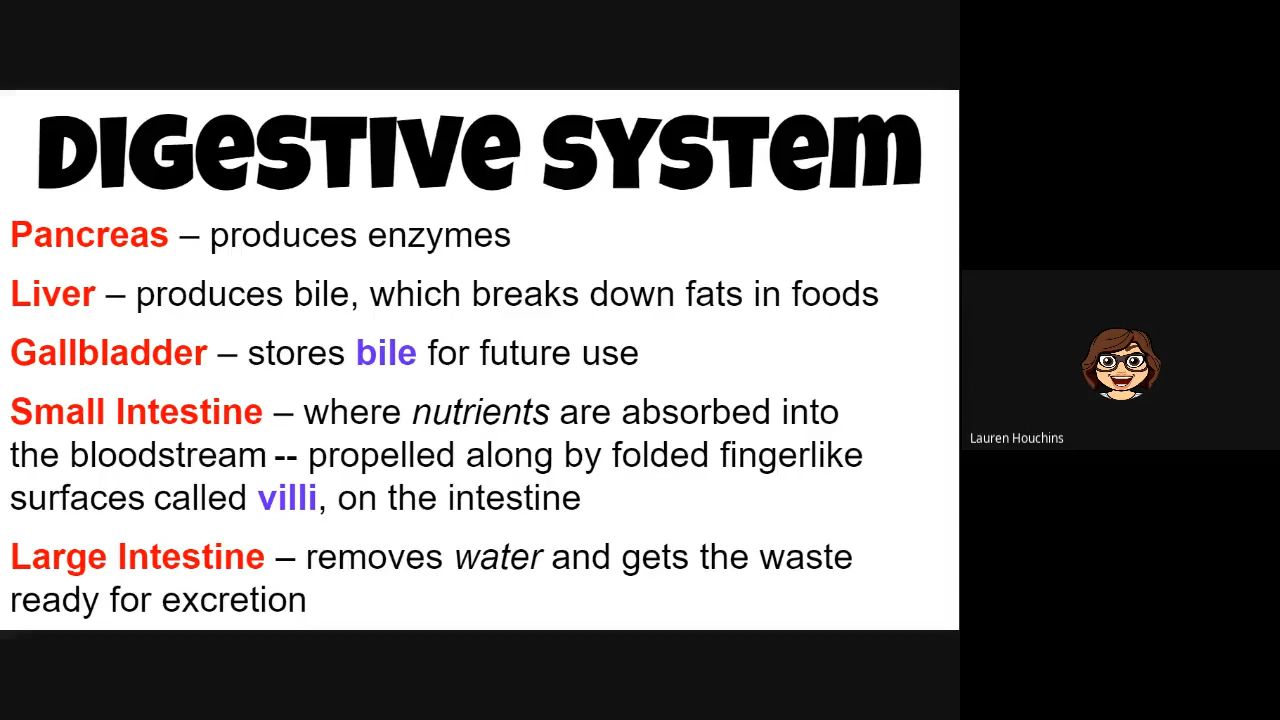 DIGESTIVE SYSTEM
Pancreas – produces enzymes
Liver – produces bile, which breaks down fats in foods
Gallbladder – stores bile for future use
Small Intestine – where nutrients are absorbed into
the bloodstream -- propelled along by folded fingerlike
surfaces called villi, on the intestine
Large Intestine – removes water and gets the waste
ready for excretion
Lauren Houchins